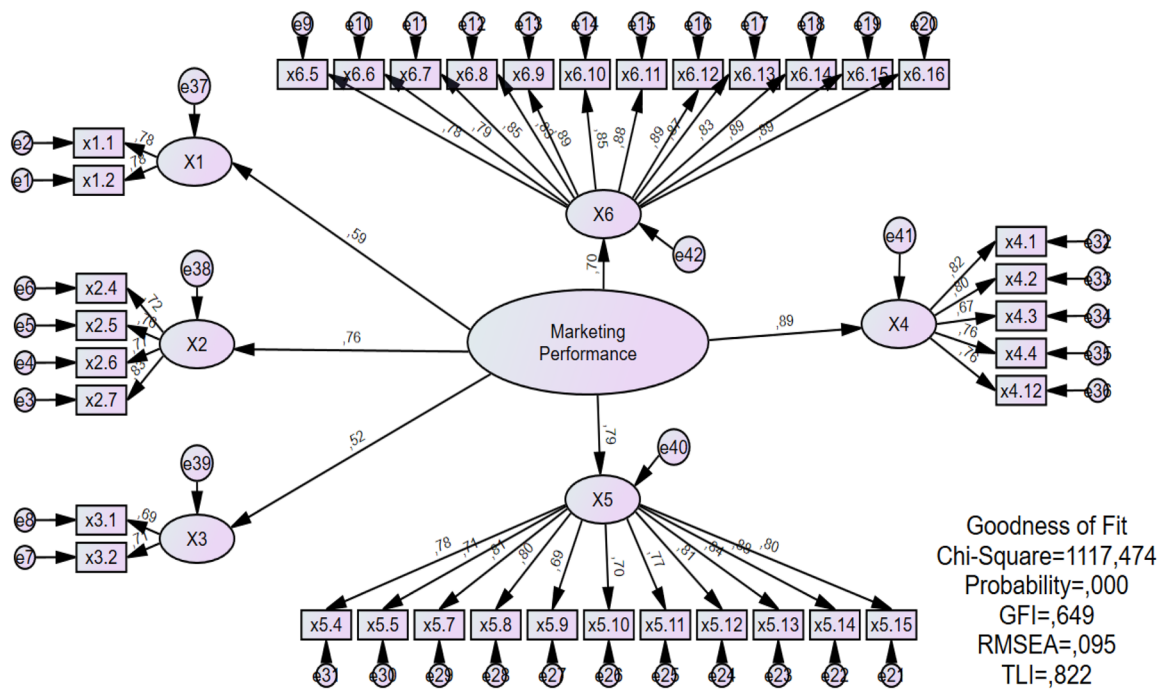 e9 e10 e11 e12 e13 e14 e15 e16 e17 e18 e19 e20
x6.5 x6.6 x6.7 x6.8 x6.9 x6.10 x6.11 x6.12 x6.13 x6.14 x6.15 x6.16
,78 ,79 ,85 ,89 ,85 ,88 ,89 ,87 ,83 ,89 ,89
X6
e42
,70
e37
e2 x1.1 ,78
e1 x1.2 ,78
X1
,59
e38
e6 x2.4 ,72
e5 x2.5 ,78
e4 x2.6 ,77
e3 x2.7 ,83
X2
,76
Marketing
Performance
,89
e41
X4
,82 x4.1 e32
,80 x4.2 e33
,67 x4.3 e34
,76 x4.4 e35
,76 x4.12 e36
e39
e8 x3.1 ,69
e7 x3.2 ,77
X3
,52
,79
e40
X5
,78 ,71 ,81 ,80 ,69 ,70 ,77 ,81 ,84 ,80
x5.4 x5.5 x5.7 x5.8 x5.9 x5.10 x5.11 x5.12 x5.13 x5.14 x5.15
e31 e30 e29 e28 e27 e26 e25 e24 e23 e22 e21
Goodness of Fit
Chi-Square=1117,474
Probability=,000
GFI=,649
RMSEA=,095
TLI=,822